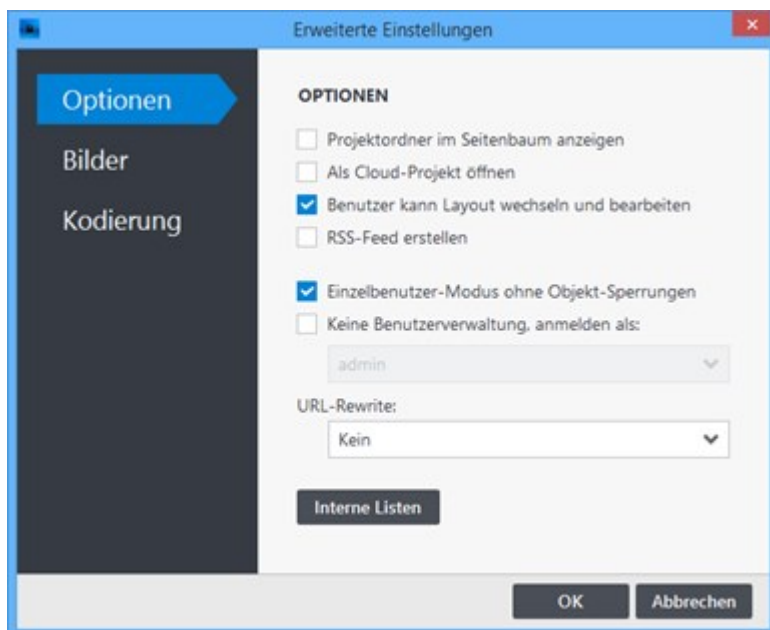 Erweiterte Einstellungen
Optionen
Bilder
Kodierung
OPTIONEN
Projektordner im Seitenbaum anzeigen
Als Cloud-Projekt öffnen
Benutzer kann Layout wechseln und bearbeiten
RSS-Feed erstellen
Einzelbenutzer-Modus ohne Objekt-Sperrungen
Keine Benutzerverwaltung, anmelden als:
admin
URL-Rewrite:
Kein
Interne Listen
OK Abbrechen